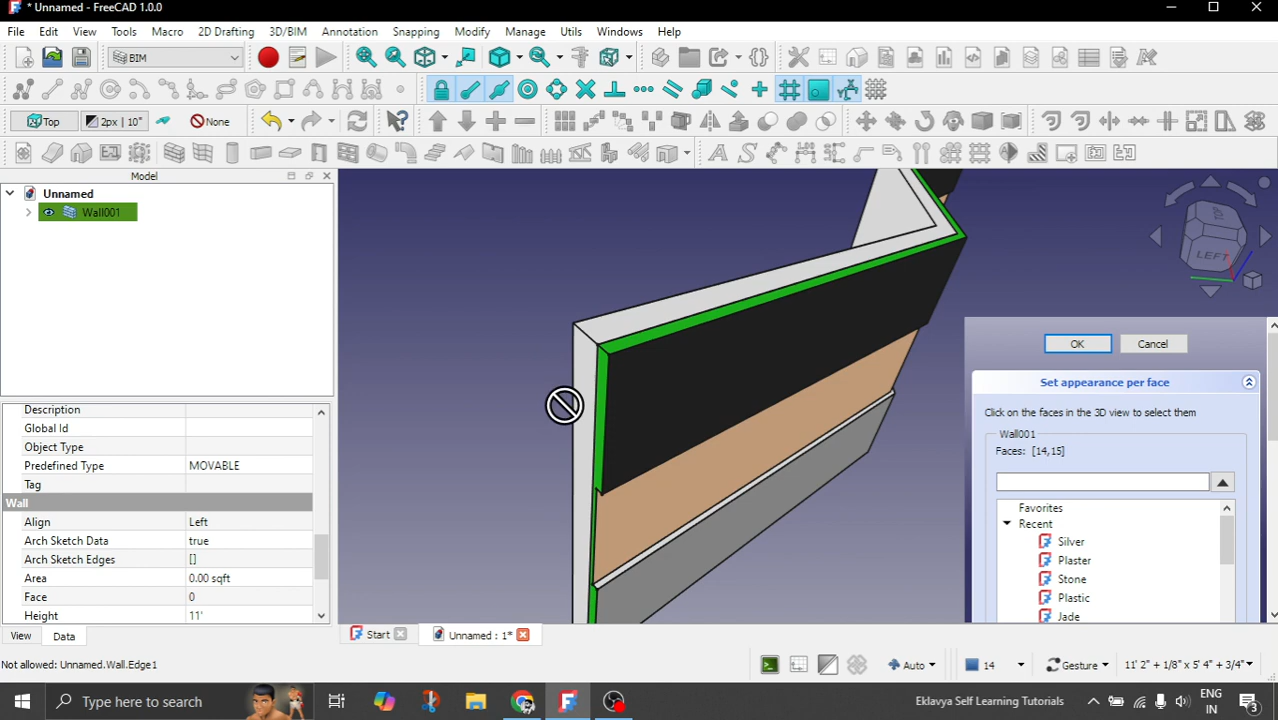 * Unnamed - FreeCAD 1.0.0
File Edit View Tools Macro 2D Drafting 3D/BIM Annotation Snapping Modify Manage Utils Windows Help
BIM
Top 2px | 10" None
Model
Unnamed
Wall001
TOP
LEFT
OK Cancel
Set appearance per face
Click on the faces in the 3D view to select them
Wall001
Faces: [14,15]
Favorites
Recent
Silver
Plaster
Stone
Plastic
Jade
Description
Global Id
Object Type
Predefined Type MOVABLE
Tag
Wall
Align Left
Arch Sketch Data true
Arch Sketch Edges []
Area 0.00 sqft
Face 0
Height 11'
View Data
Start Unnamed : 1*
Not allowed: Unnamed.Wall.Edge1
Auto 14 Gesture 11' 2" + 1/8" x 5' 4" + 3/4"
Type here to search
Eklavya Self Learning Tutorials
ENG
IN
3